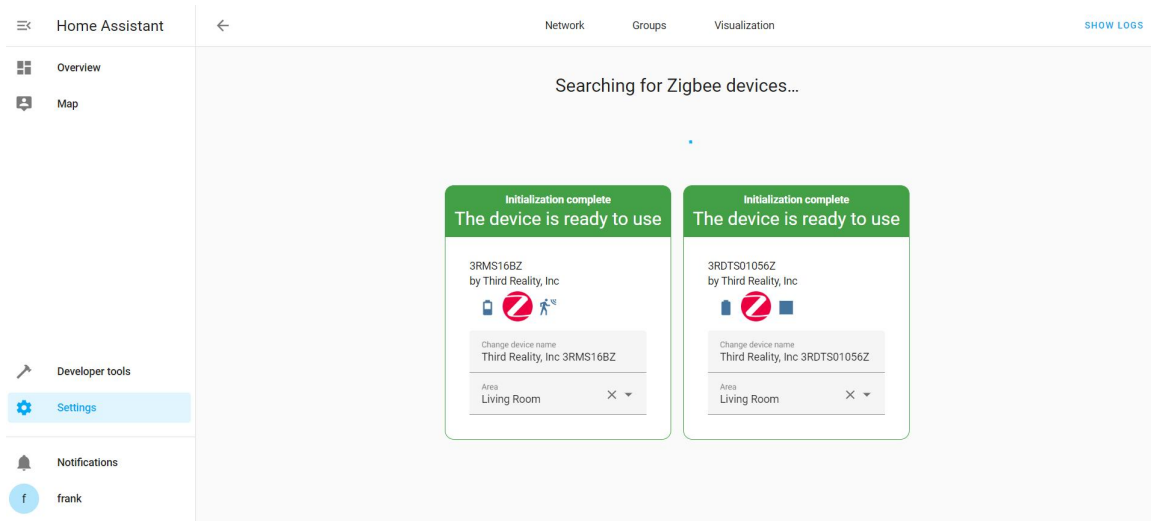 Home Assistant
Network Groups Visualization
SHOW LOGS
Overview
Map
Searching for Zigbee devices...
Initialization complete
The device is ready to use
3RMS16BZ
by Third Reality, Inc
Change device name
Third Reality, Inc 3RMS16BZ
Area
Living Room
Initialization complete
The device is ready to use
3RDTS01056Z
by Third Reality, Inc
Change device name
Third Reality, Inc 3RDTS01056Z
Area
Living Room
Developer tools
Settings
Notifications
f frank